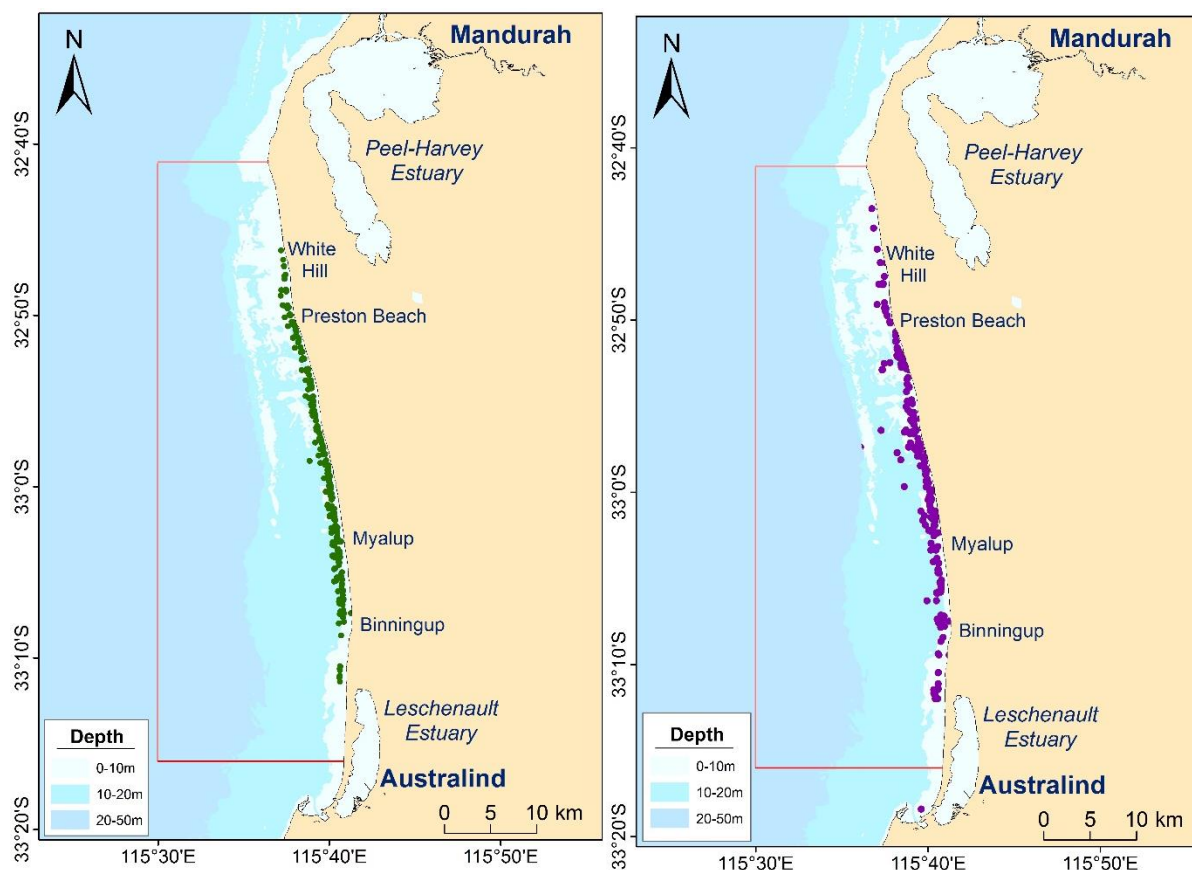 N
Mandurah
32°40'S
Peel-Harvey
Estuary
White
Hill
32°50'S
Preston Beach
33°0'S
Myalup
Binningup
33°10'S
Leschenault
Estuary
Depth
0-10m
10-20m
20-50m
Australind
0 5 10 km
33°20'S
115°30'E
115°40'E
115°50'E
N
Mandurah
32°40'S
Peel-Harvey
Estuary
White
Hill
32°50'S
Preston Beach
33°0'S
Myalup
Binningup
33°10'S
Leschenault
Estuary
Depth
0-10m
10-20m
20-50m
Australind
0 5 10 km
33°20'S
115°30'E
115°40'E
115°50'E